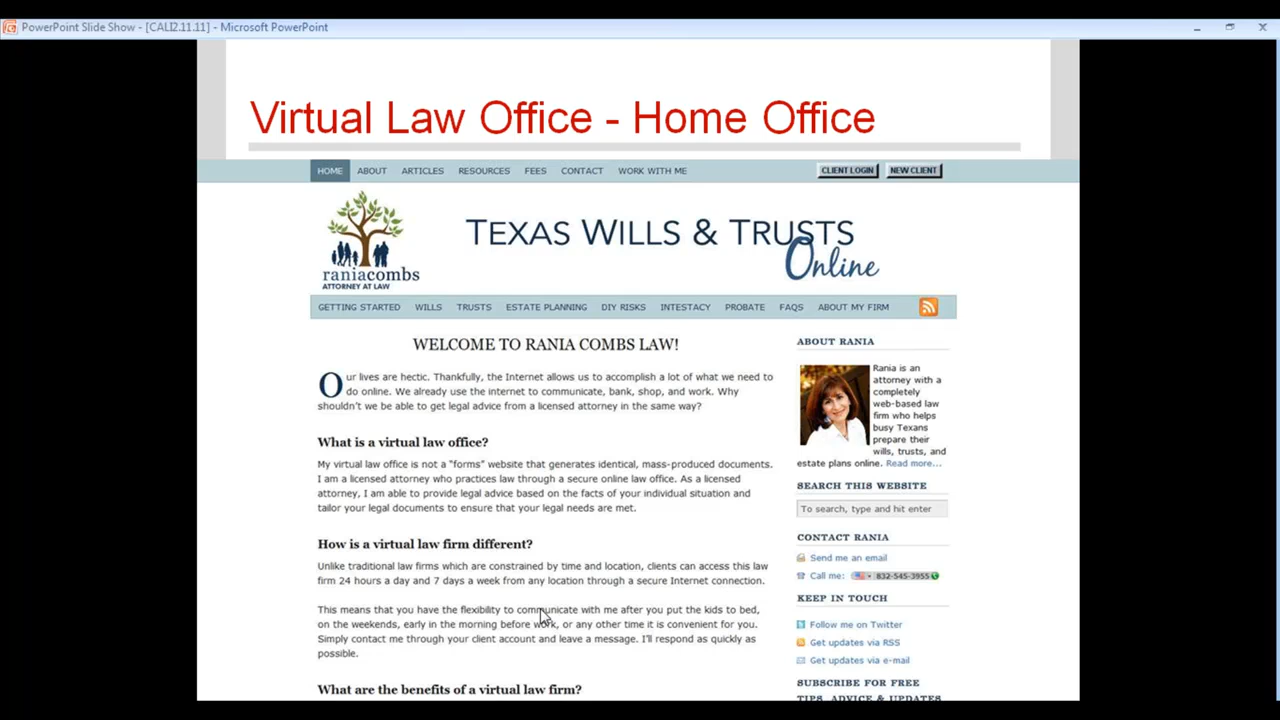 PowerPoint Slide Show - [CALI2.11.11] - Microsoft PowerPoint
Virtual Law Office - Home Office
HOME ABOUT ARTICLES RESOURCES FEES CONTACT WORK WITH ME CLIENT LOGIN NEW CLIENT
TEXAS WILLS & TRUSTS
Online
raniacombs
ATTORNEY AT LAW
GETTING STARTED WILLS TRUSTS ESTATE PLANNING DIY RISKS INTESTACY PROBATE FAQS ABOUT MY FIRM
WELCOME TO RANIA COMBS LAW!
Our lives are hectic. Thankfully, the Internet allows us to accomplish a lot of what we need to
do online. We already use the internet to communicate, bank, shop, and work. Why
shouldn't we be able to get legal advice from a licensed attorney in the same way?
What is a virtual law office?
My virtual law office is not a "forms" website that generates identical, mass-produced documents.
I am a licensed attorney who practices law through a secure online law office. As a licensed
attorney, I am able to provide legal advice based on the facts of your individual situation and
tailor your legal documents to ensure that your legal needs are met.
How is a virtual law firm different?
Unlike traditional law firms which are constrained by time and location, clients can access this law
firm 24 hours a day and 7 days a week from any location through a secure Internet connection.
This means that you have the flexibility to communicate with me after you put the kids to bed,
on the weekends, early in the morning before work, or any other time it is convenient for you.
Simply contact me through your client account and leave a message. I'll respond as quickly as
possible.
What are the benefits of a virtual law firm?
ABOUT RANIA
Rania is an
attorney with a
completely
web-based law
firm who helps
busy Texans
prepare their
wills, trusts, and
estate plans online. Read more...
SEARCH THIS WEBSITE
To search, type and hit enter
CONTACT RANIA
Send me an email
Call me: 832-545-3955
KEEP IN TOUCH
Follow me on Twitter
Get updates via RSS
Get updates via e-mail
SUBSCRIBE FOR FREE
TIPS, ADVICE & UPDATES